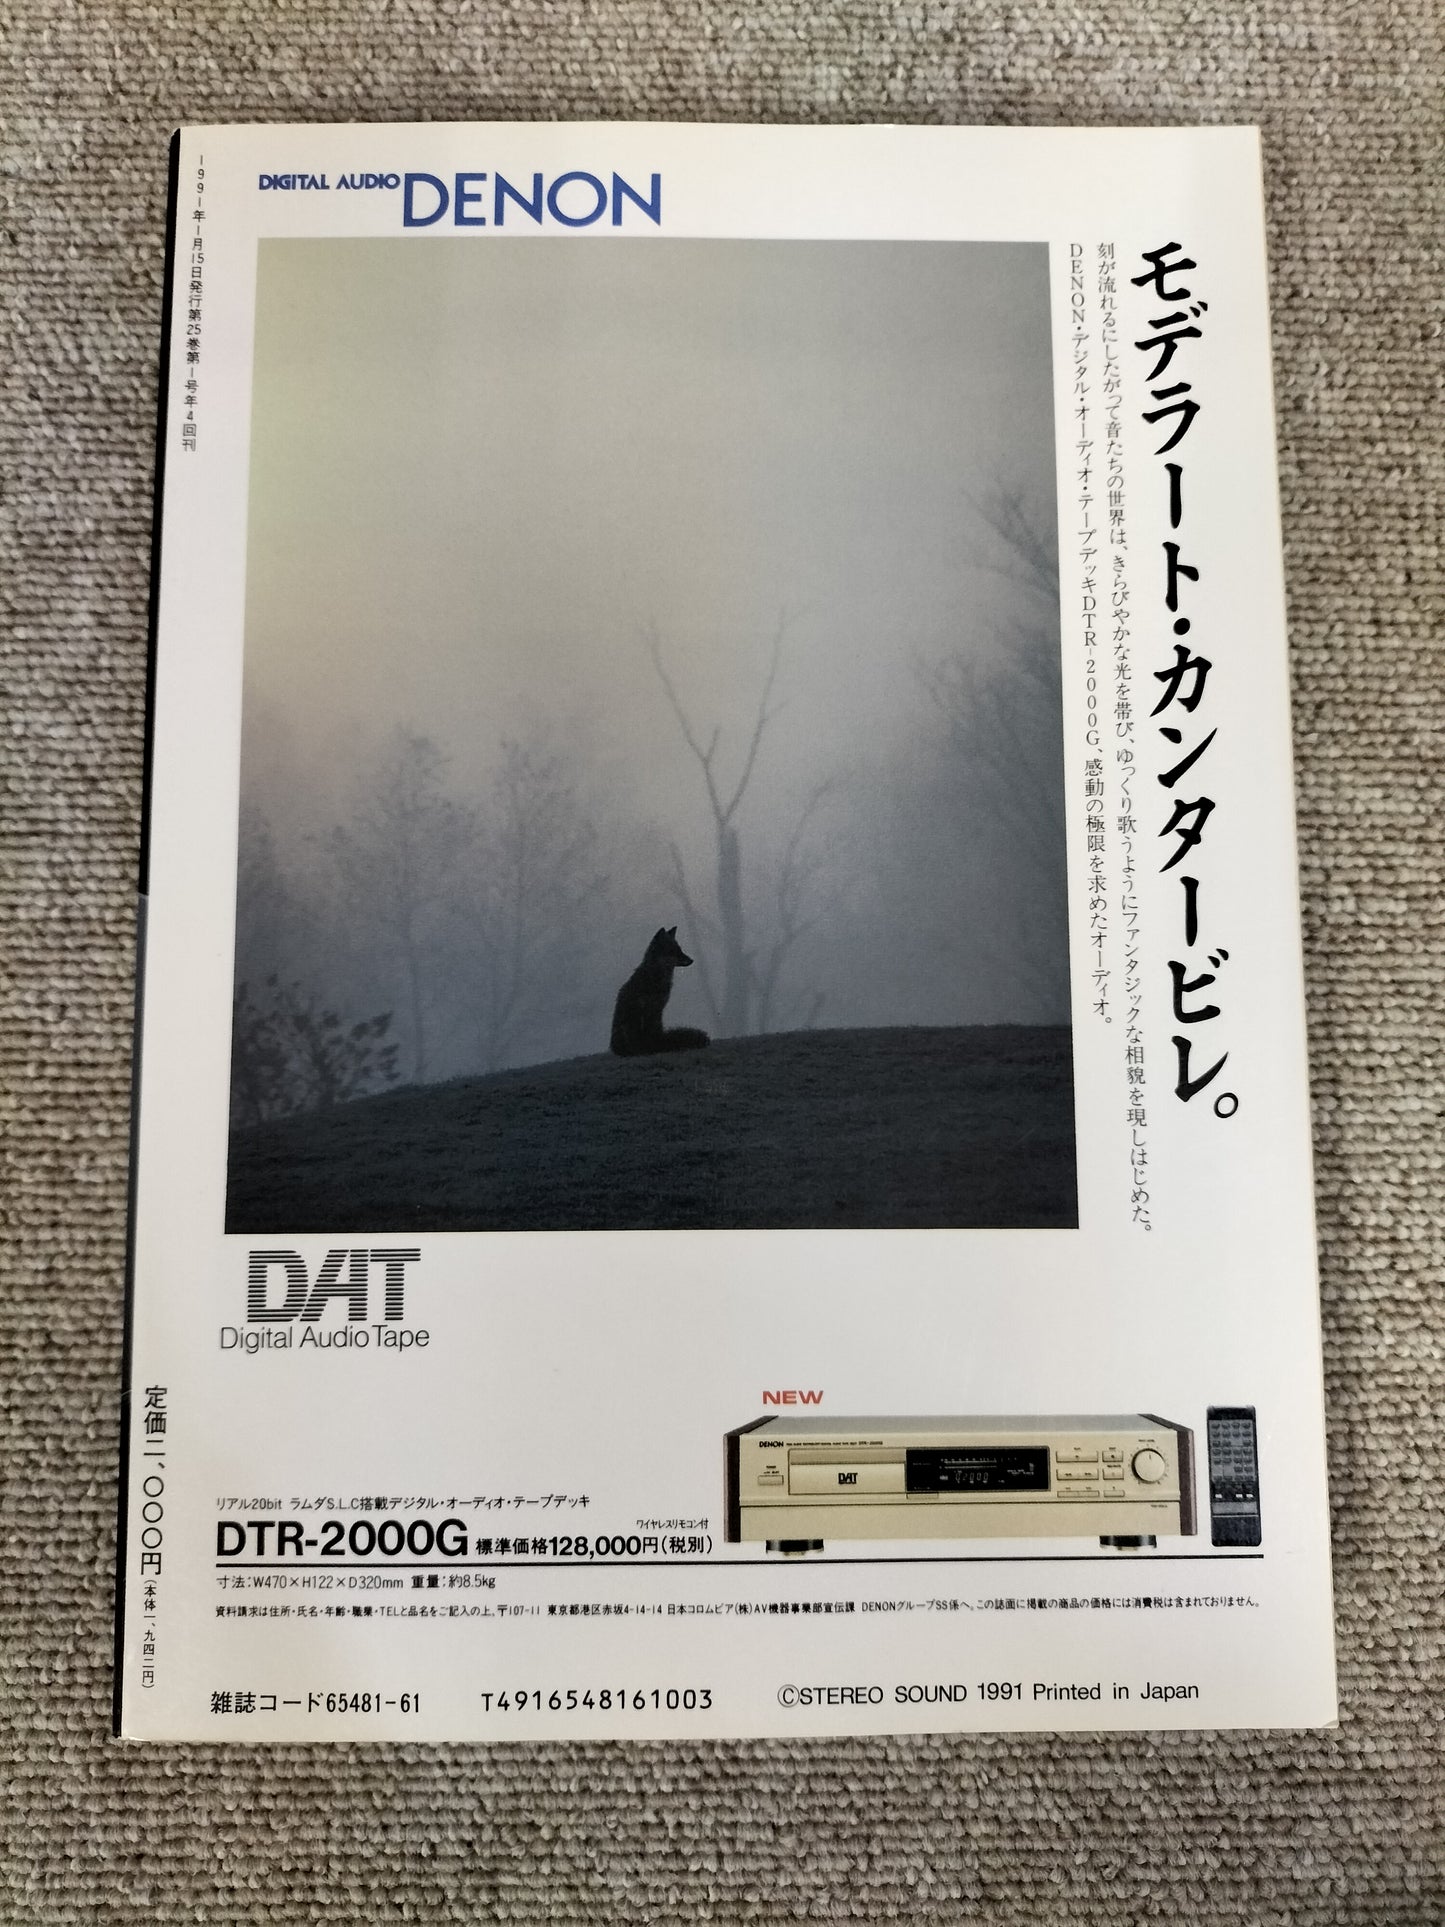 1991年1月15日発行第25巻第1号年4回刊
DIGITAL AUDIO DENON
モデラート・カンタービレ。
刻が流れるにしたがって音たちの世界は、きらびやかな光を帯び、ゆっくり歌うようにファンタジックな相貌を現しはじめた。
DENON・デジタル・オーディオ・テープデッキDTR-2000G、感動の極限を求めたオーディオ。
DAT
Digital Audio Tape
NEW
DENON
DTR-2000G
DAT
リアル20bit ラムダS.L.C搭載デジタル・オーディオ・テープデッキ
ワイヤレスリモコン付
DTR-2000G 標準価格128,000円(税別)
寸法:W470×H122×D320mm 重量:約8.5kg
資料請求は住所・氏名・年齢・職業・TELと品名をご記入の上、〒107-11 東京都港区赤坂4-14-14 日本コロムビア(株)AV機器事業部宣伝課 DENONグループSS係へ。この誌面に掲載の商品の価格には消費税は含まれておりません。
定価二、〇〇〇円(本体一、九四二円)
雑誌コード65481-61 T4916548161003 ©STEREO SOUND 1991 Printed in Japan